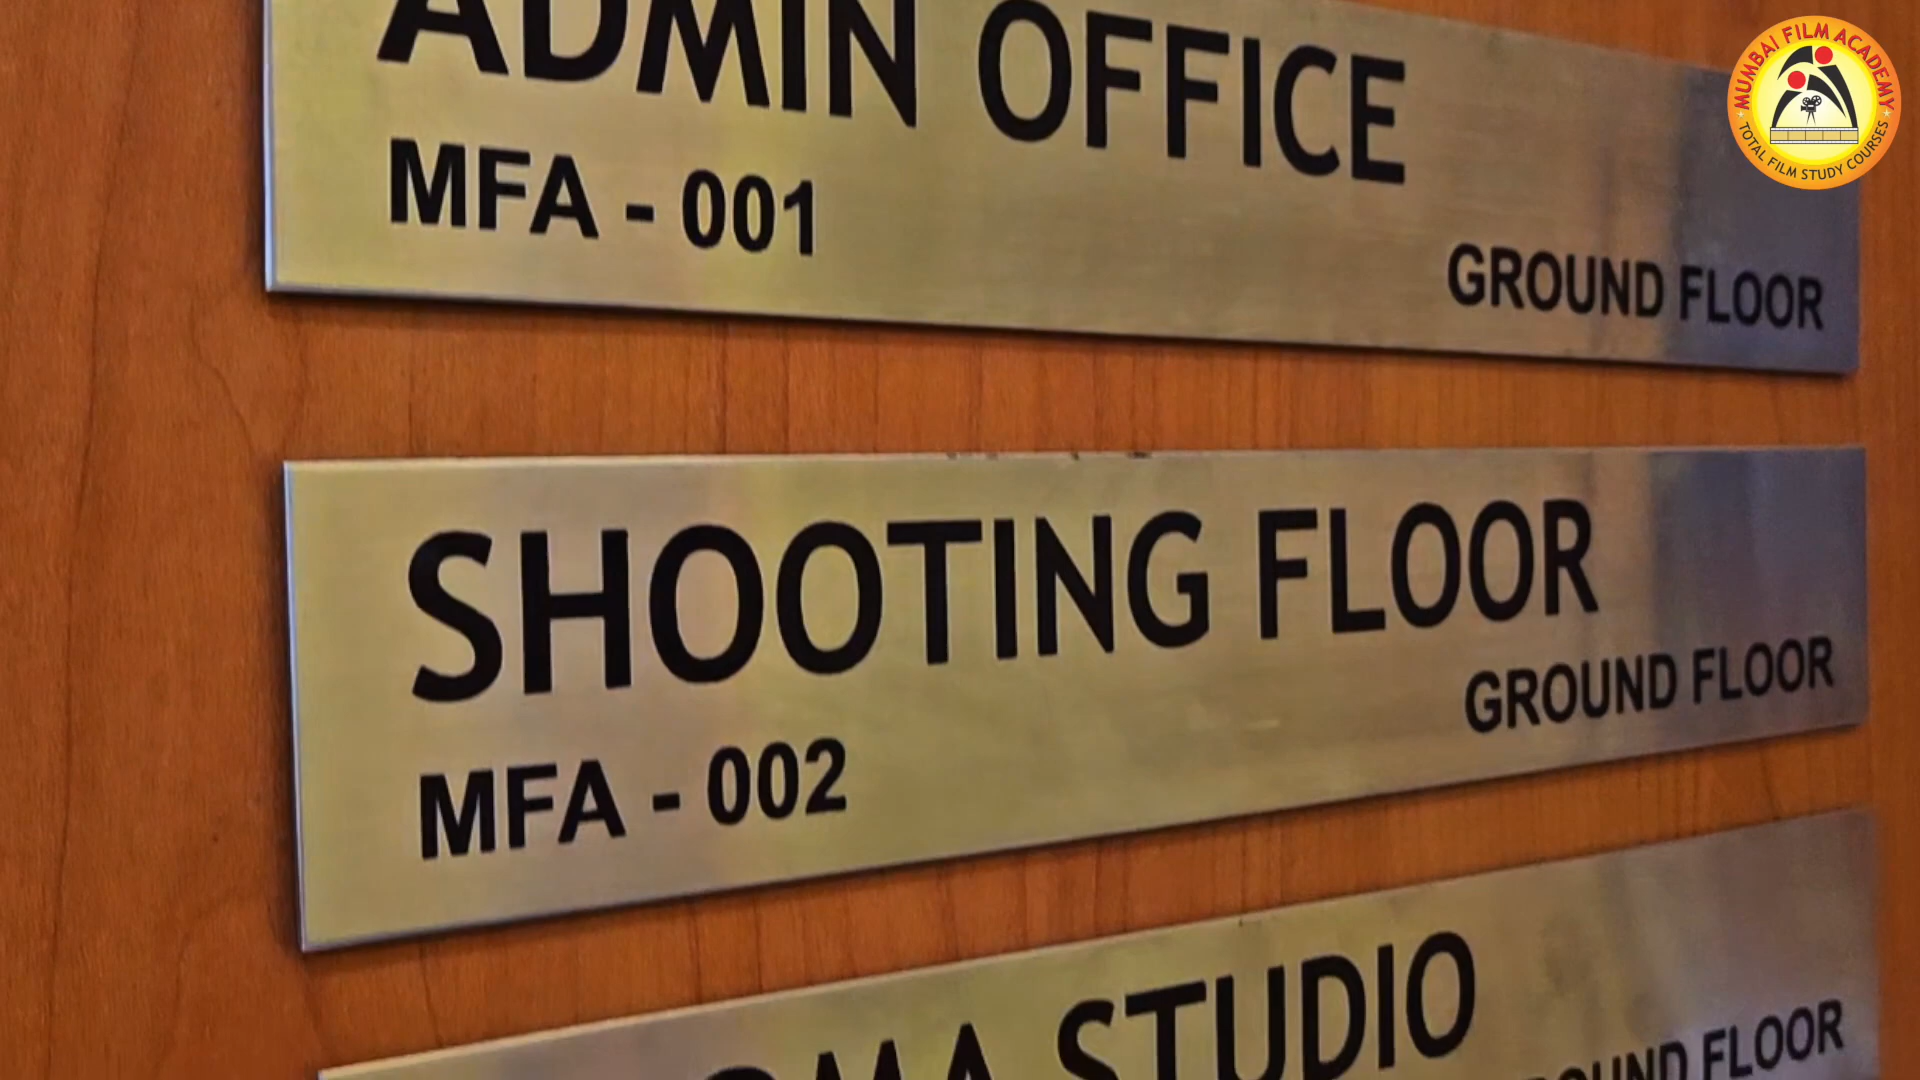 ADMIN OFFICE
MFA - 001
GROUND FLOOR
SHOOTING FLOOR
GROUND FLOOR
MFA - 002
STUDIO
FLOOR
MUMBAI FILM ACADEMY
TOTAL FILM STUDY COURSES